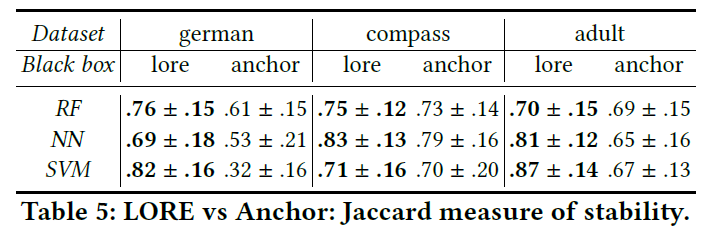 Dataset german compass adult
Black box lore anchor lore anchor lore anchor
RF .76 ± .15 .61 ± .15 .75 ± .12 .73 ± .14 .70 ± .15 .69 ± .15
NN .69 ± .18 .53 ± .21 .83 ± .13 .79 ± .16 .81 ± .12 .65 ± .16
SVM .82 ± .16 .32 ± .16 .71 ± .16 .70 ± .20 .87 ± .14 .67 ± .13
Table 5: LORE vs Anchor: Jaccard measure of stability.